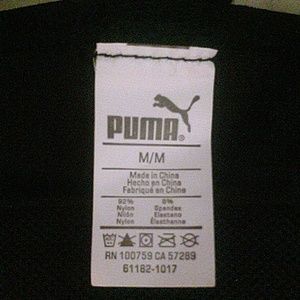 PUMA®
M/M
Made in China
Hecho en China
Fabriqué en China
92% 8%
Nylon Spandex
Nilón Elastano
Nylon Élasthanne
RN 100759 CA 57289
61182-1017